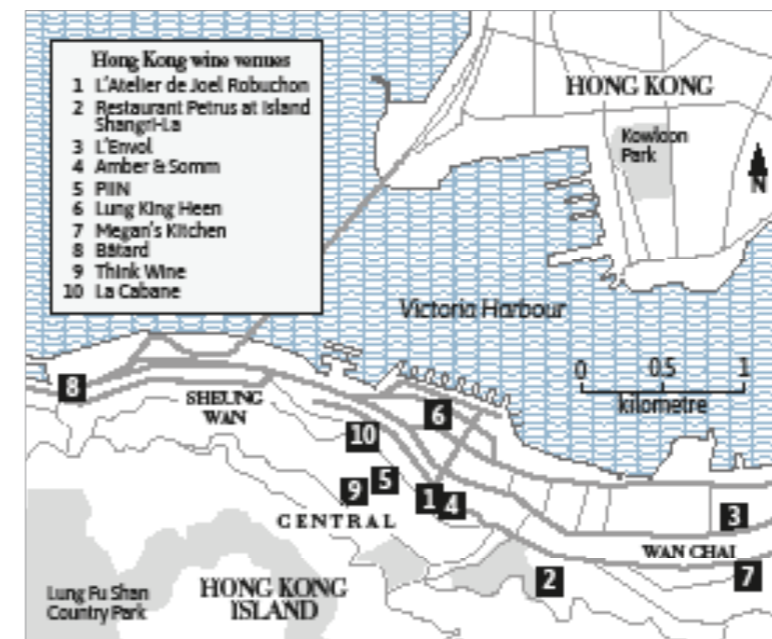 Hong Kong wine venues
1 L'Atelier de Joel Robuchon
2 Restaurant Petrus at Island
Shangri-La
3 L'Envol
4 Amber & Somm
5 PIIN
6 Lung King Heen
7 Megan's Kitchen
8 Bâtard
9 Think Wine
10 La Cabane
HONG KONG
Kowloon
Park
N
Victoria Harbour
0 0.5 1
kilometre
8
SHEUNG
WAN
6
10
9
5
1
4
3
CENTRAL
WAN CHAI
2
7
Lung Fu Shan
Country Park
HONG KONG
ISLAND